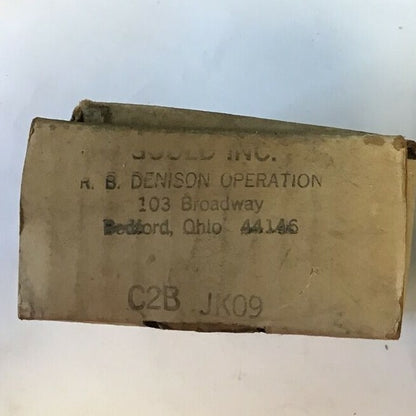 GOULD INC.
R. B. DENISON OPERATION
103 Broadway
Bedford, Ohio 44146
C2B JK09